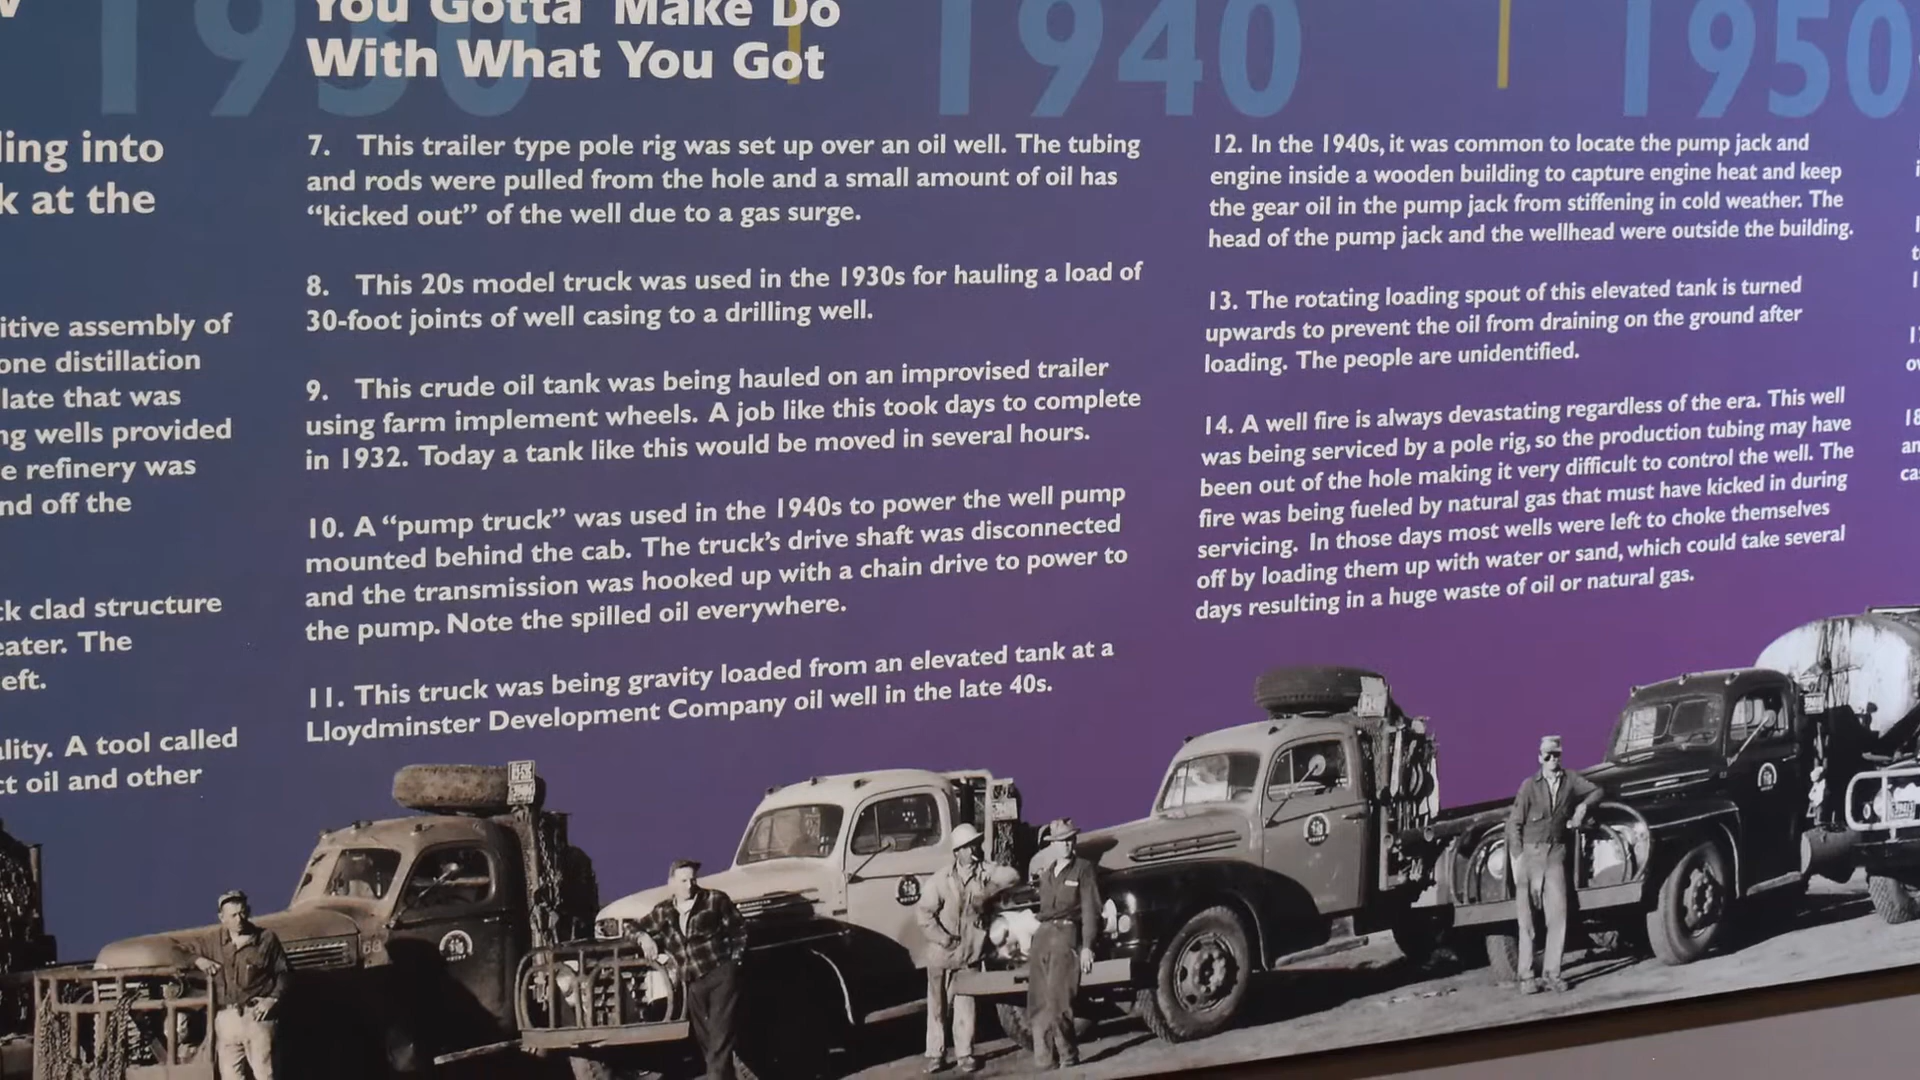 1930
1940
1950
You Gotta Make Do
With What You Got
ling into
k at the
itive assembly of
one distillation
late that was
ng wells provided
e refinery was
nd off the
ck clad structure
eater. The
eft.
ality. A tool called
ct oil and other
7. This trailer type pole rig was set up over an oil well. The tubing
and rods were pulled from the hole and a small amount of oil has
“kicked out” of the well due to a gas surge.
8. This 20s model truck was used in the 1930s for hauling a load of
30-foot joints of well casing to a drilling well.
9. This crude oil tank was being hauled on an improvised trailer
using farm implement wheels. A job like this took days to complete
in 1932. Today a tank like this would be moved in several hours.
10. A “pump truck” was used in the 1940s to power the well pump
mounted behind the cab. The truck’s drive shaft was disconnected
and the transmission was hooked up with a chain drive to power to
the pump. Note the spilled oil everywhere.
11. This truck was being gravity loaded from an elevated tank at a
Lloydminster Development Company oil well in the late 40s.
12. In the 1940s, it was common to locate the pump jack and
engine inside a wooden building to capture engine heat and keep
the gear oil in the pump jack from stiffening in cold weather. The
head of the pump jack and the wellhead were outside the building.
13. The rotating loading spout of this elevated tank is turned
upwards to prevent the oil from draining on the ground after
loading. The people are unidentified.
14. A well fire is always devastating regardless of the era. This well
was being serviced by a pole rig, so the production tubing may have
been out of the hole making it very difficult to control the well. The
fire was being fueled by natural gas that must have kicked in during
servicing. In those days most wells were left to choke themselves
off by loading them up with water or sand, which could take several
days resulting in a huge waste of oil or natural gas.